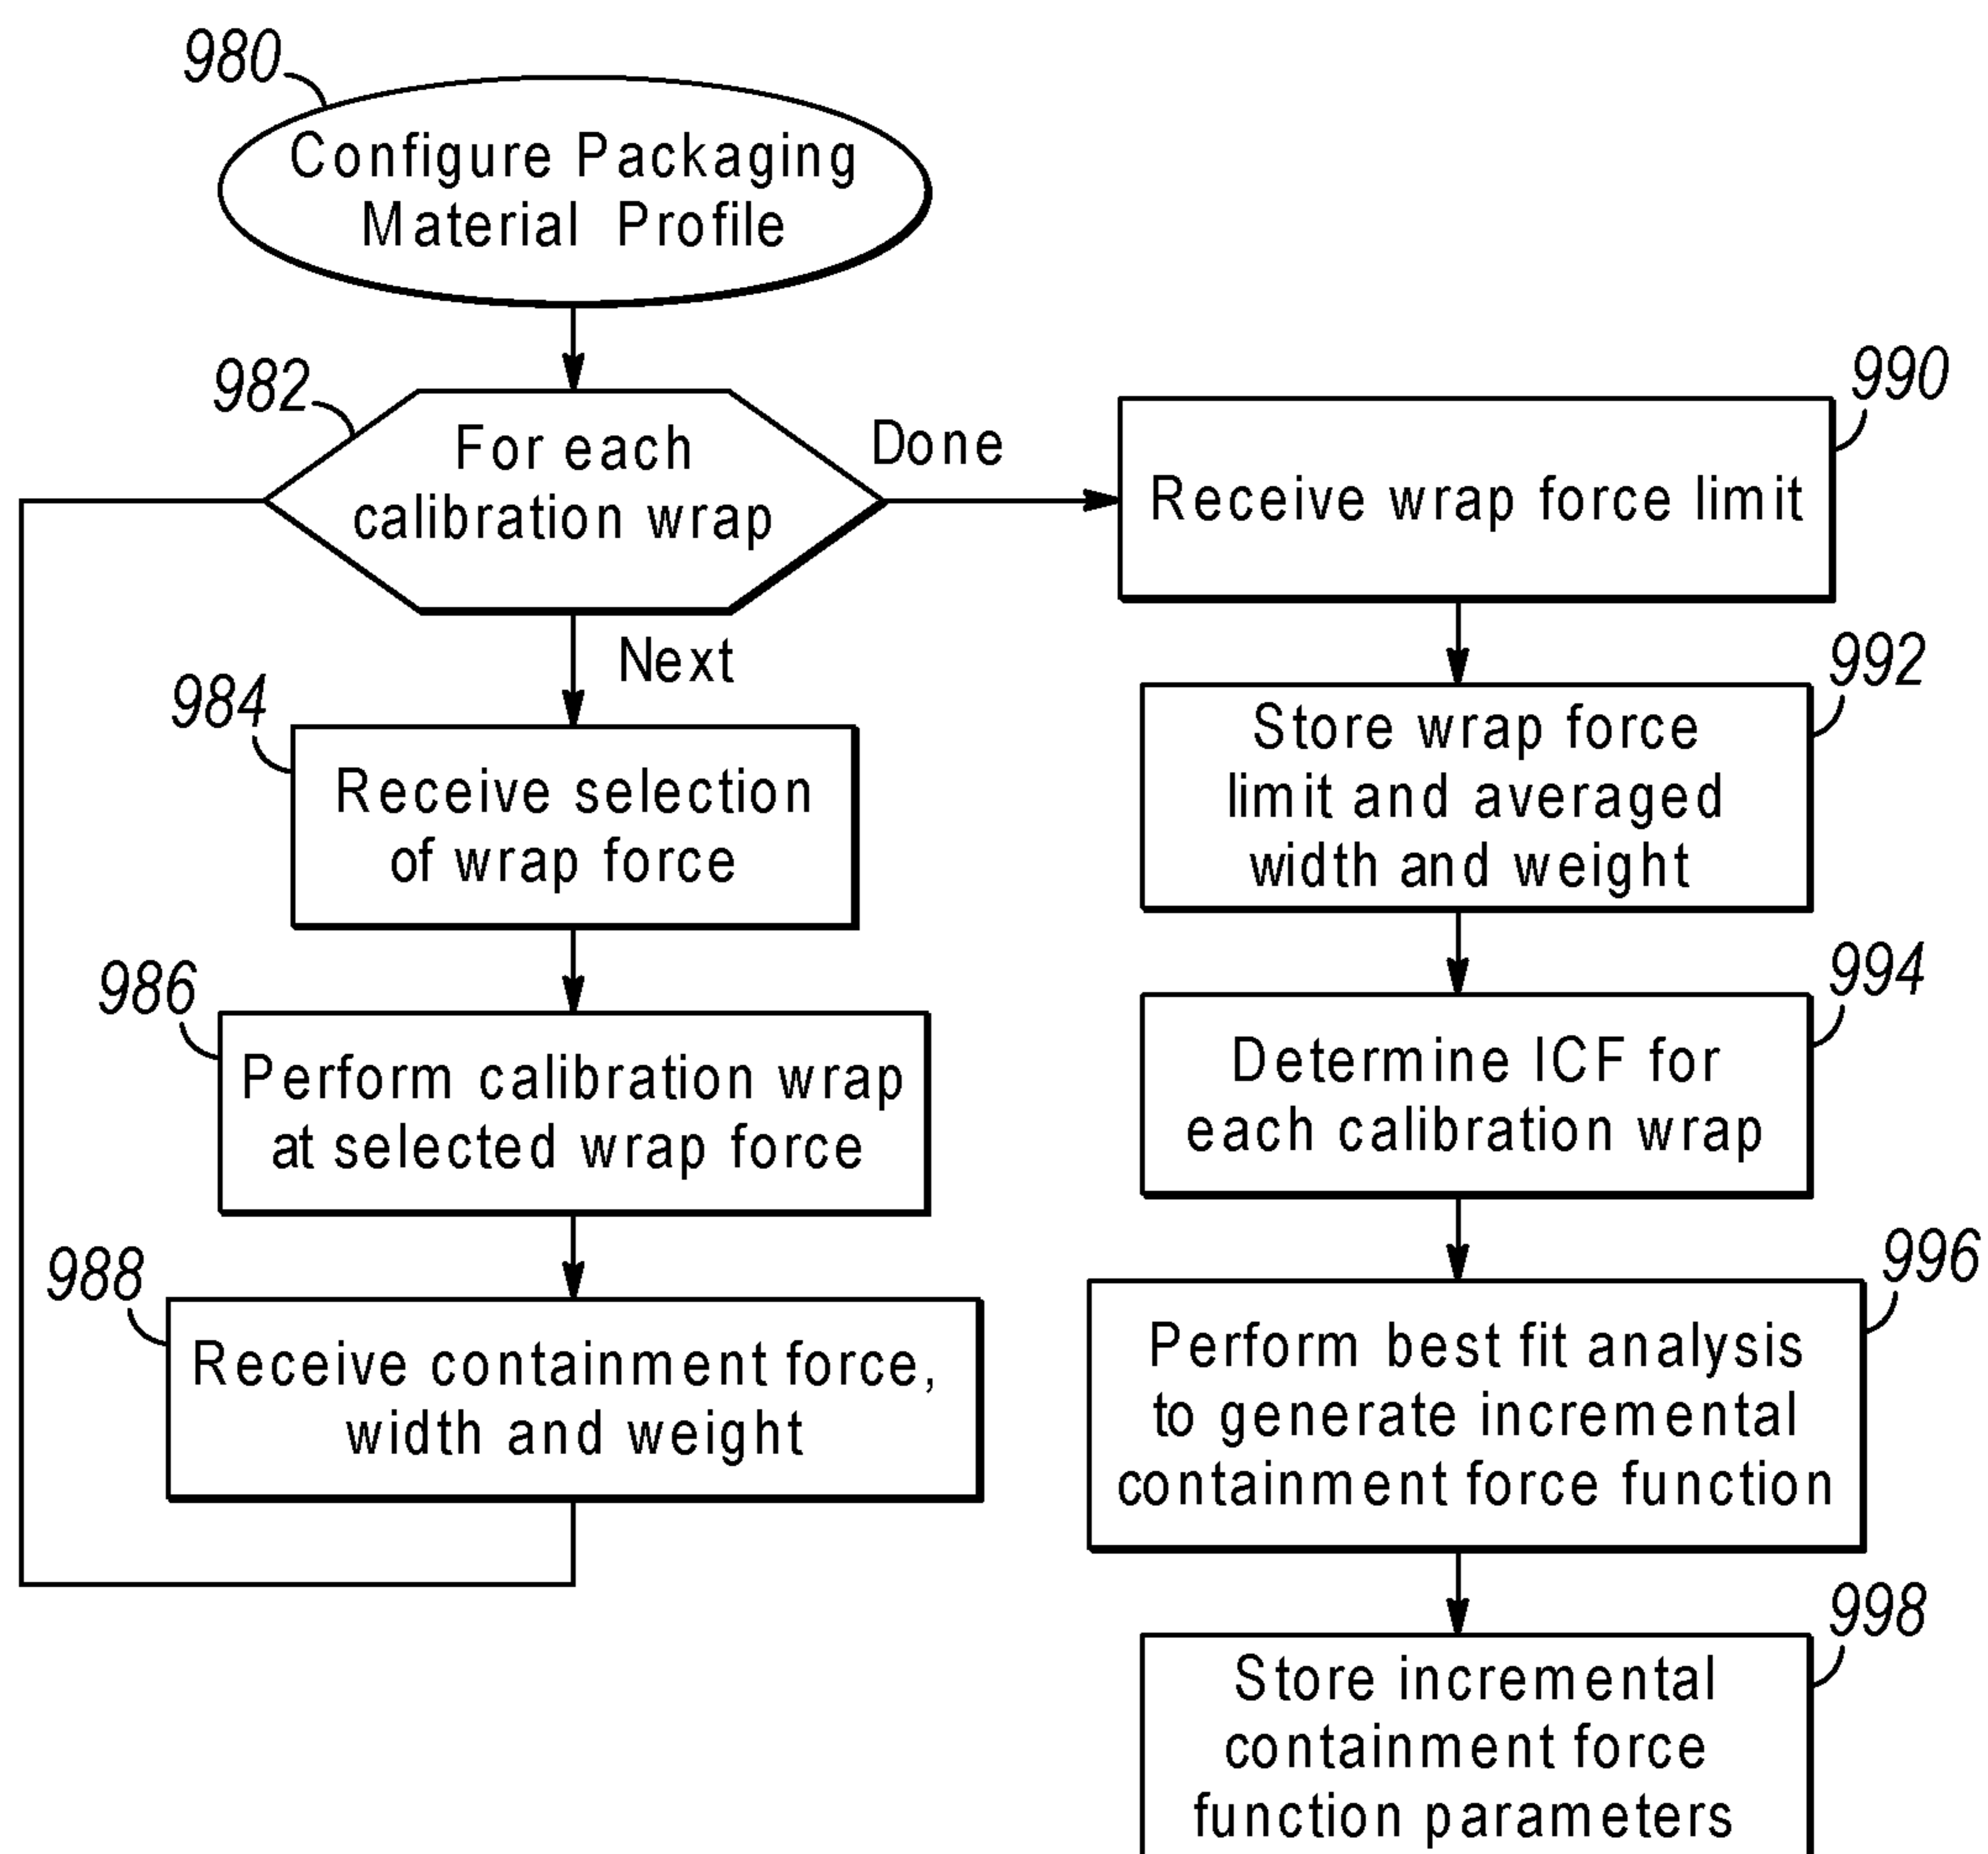 980
Configure Packaging
Material Profile
982
For each
calibration wrap
Done
Next
984
Receive selection
of wrap force
986
Perform calibration wrap
at selected wrap force
988
Receive containment force,
width and weight
990
Receive wrap force limit
992
Store wrap force
limit and averaged
width and weight
994
Determine ICF for
each calibration wrap
996
Perform best fit analysis
to generate incremental
containment force function
998
Store incremental
containment force
function parameters